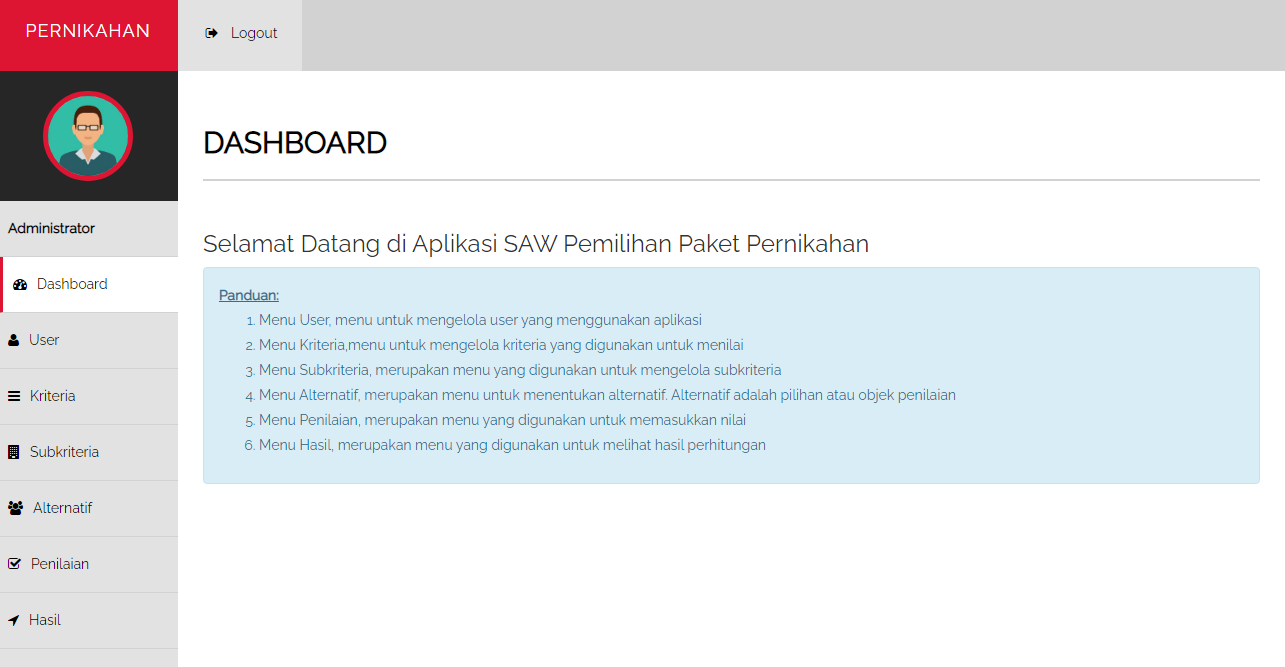 PERNIKAHAN
Logout
Administrator
Dashboard
User
Kriteria
Subkriteria
Alternatif
Penilaian
Hasil
DASHBOARD
Selamat Datang di Aplikasi SAW Pemilihan Paket Pernikahan
Panduan:
1. Menu User, menu untuk mengelola user yang menggunakan aplikasi
2. Menu Kriteria,menu untuk mengelola kriteria yang digunakan untuk menilai
3. Menu Subkriteria, merupakan menu yang digunakan untuk mengelola subkriteria
4. Menu Alternatif, merupakan menu untuk menentukan alternatif. Alternatif adalah pilihan atau objek penilaian
5. Menu Penilaian, merupakan menu yang digunakan untuk memasukkan nilai
6. Menu Hasil, merupakan menu yang digunakan untuk melihat hasil perhitungan